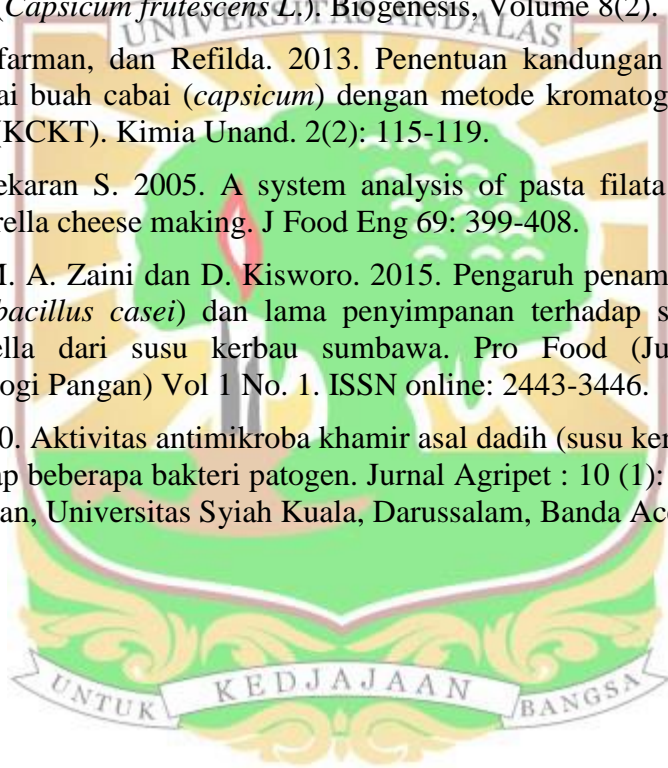 (Capsicum frutescens L.). Biogenesis, Volume 8(2).
UNIVERSITAS ANDALAS
farman, dan Refilda. 2013. Penentuan kandungan
ai buah cabai (capsicum) dengan metode kromatog
(KCKT). Kimia Unand. 2(2): 115-119.
ekaran S. 2005. A system analysis of pasta filata
rella cheese making. J Food Eng 69: 399-408.
M. A. Zaini dan D. Kisworo. 2015. Pengaruh penam
bacillus casei) dan lama penyimpanan terhadap s
ella dari susu kerbau sumbawa. Pro Food (Ju
ogi Pangan) Vol 1 No. 1. ISSN online: 2443-3446.
0. Aktivitas antimikroba khamir asal dadih (susu ker
ap beberapa bakteri patogen. Jurnal Agripet : 10 (1):
an, Universitas Syiah Kuala, Darussalam, Banda Ac
UNTUK KEDJAJAAN BANGSA